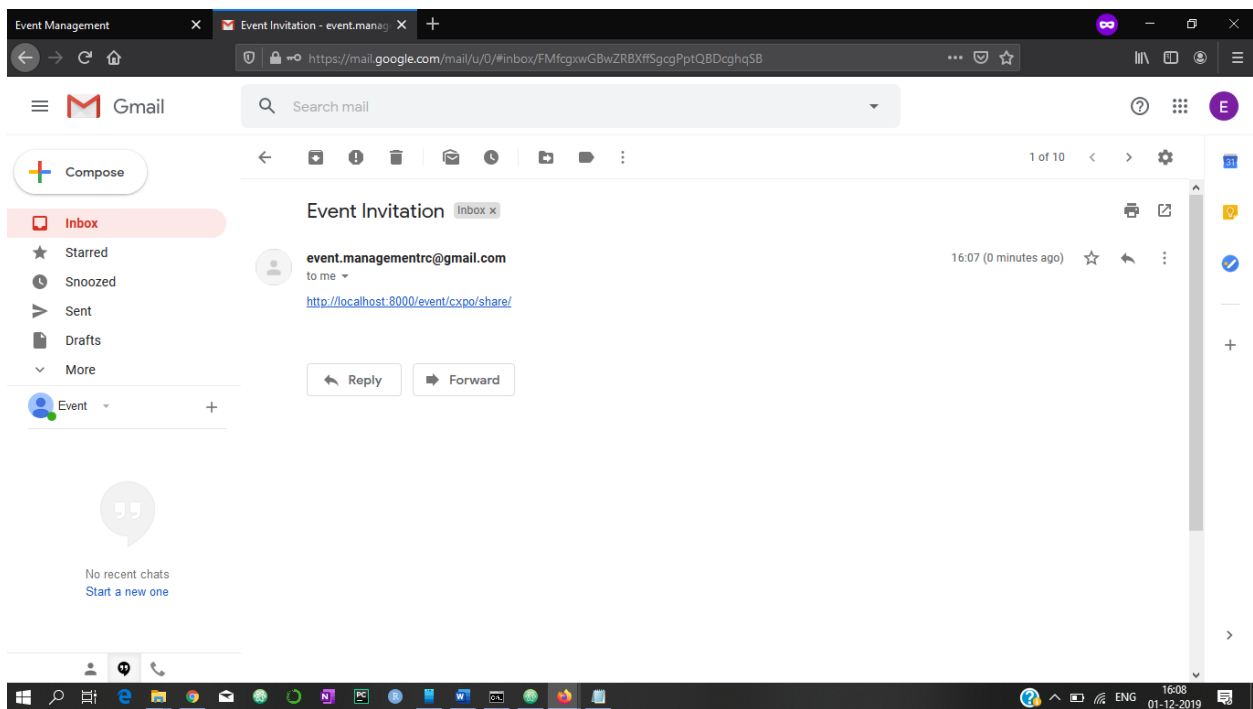 Event Management
Event Invitation - event.manag
https://mail.google.com/mail/u/0/#inbox/FMfcgxwGBwZRBXffSgcgPptQBDcghqSB
Gmail
Search mail
E
Compose
1 of 10
31
Inbox
Starred
Snoozed
Sent
Drafts
More
Event
No recent chats
Start a new one
Event Invitation
Inbox x
event.managementrc@gmail.com
16:07 (0 minutes ago)
to me
http://localhost:8000/event/cxpo/share/
Reply
Forward
ENG
16:08
01-12-2019